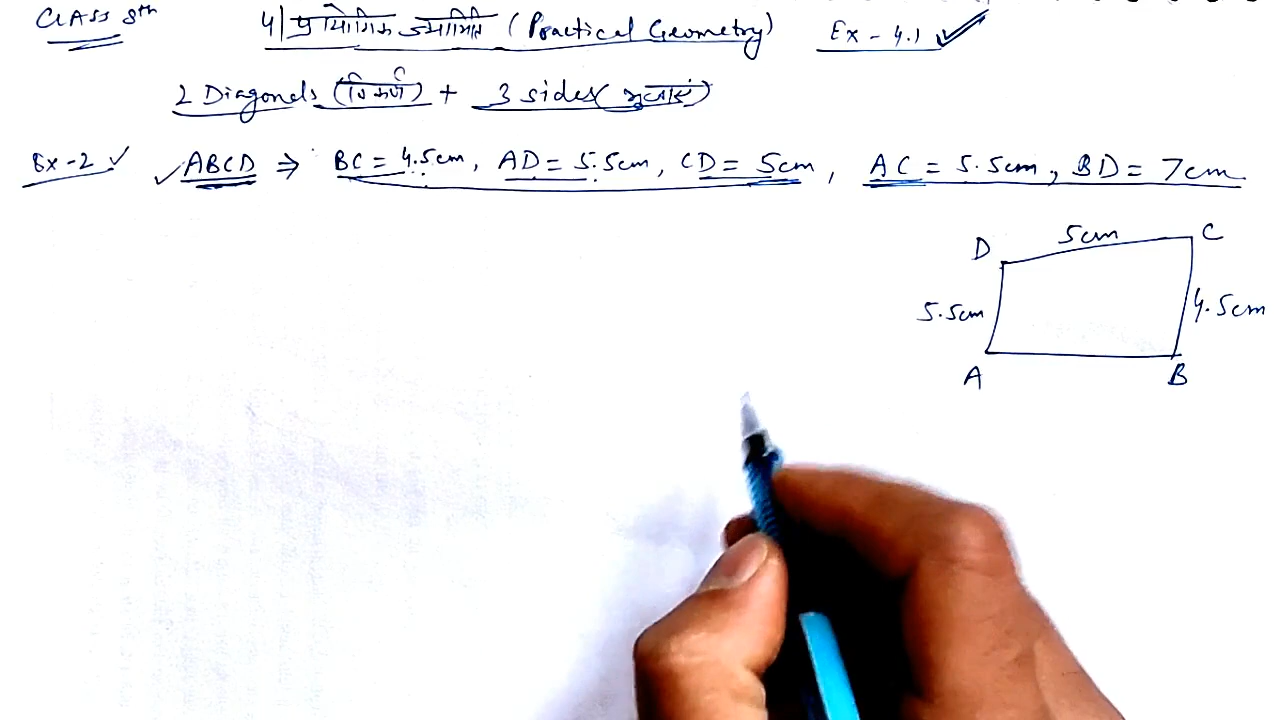 CLASS 8th
4| प्रायोगिक ज्यामिति (Practical Geometry) Ex - 4.1 ✓
2 Diagonals (विकर्ण) + 3 sides (भुजाएं)
Ex-2 ✓ ✓ ABCD ⇒ BC = 4.5cm, AD = 5.5cm, CD = 5cm, AC = 5.5cm, BD = 7cm
D 5cm C
5.5cm 4.5cm
A B